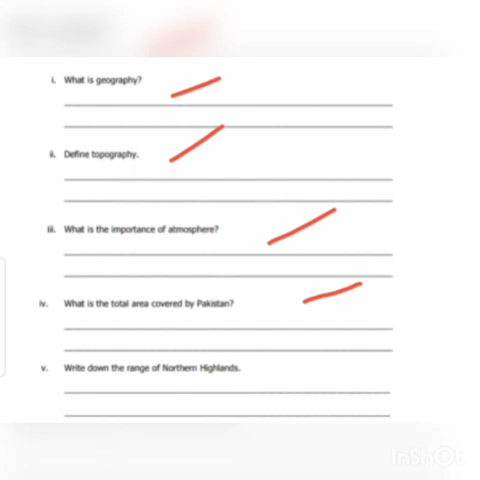 i. What is geography?
ii. Define topography.
iii. What is the importance of atmosphere?
iv. What is the total area covered by Pakistan?
v. Write down the range of Northern Highlands.
InShOt